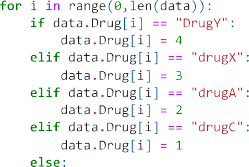 for i in range(0,len(data)):
    if data.Drug[i] == "DrugY":
        data.Drug[i] = 4
    elif data.Drug[i] == "drugX":
        data.Drug[i] = 3
    elif data.Drug[i] == "drugA":
        data.Drug[i] = 2
    elif data.Drug[i] == "drugC":
        data.Drug[i] = 1
    else: